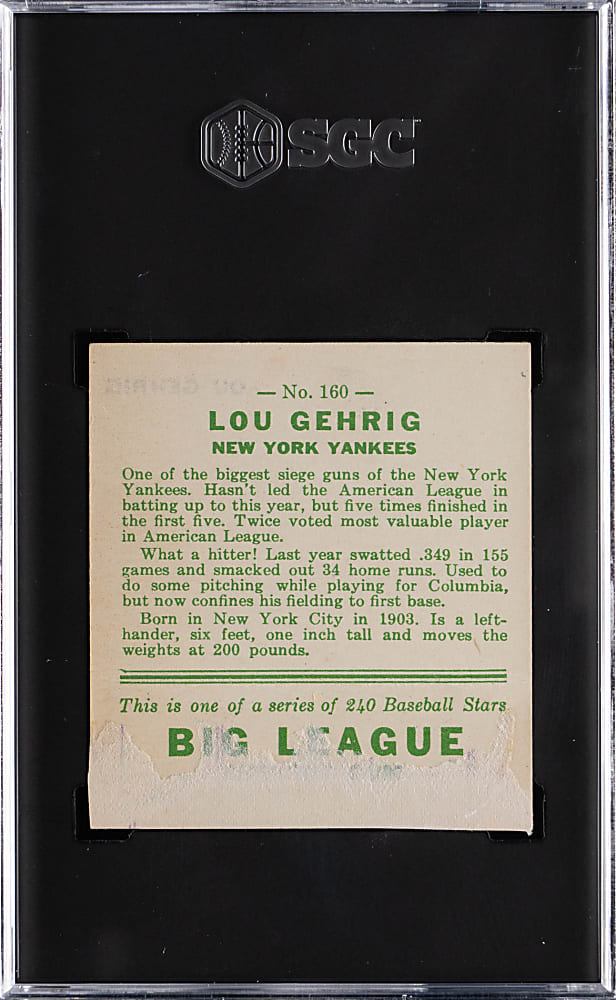 SGC
— No. 160 —
LOU GEHRIG
NEW YORK YANKEES
One of the biggest siege guns of the New York
Yankees. Hasn't led the American League in
batting up to this year, but five times finished in
the first five. Twice voted most valuable player
in American League.
What a hitter! Last year swatted .349 in 155
games and smacked out 34 home runs. Used to
do some pitching while playing for Columbia,
but now confines his fielding to first base.
Born in New York City in 1903. Is a left-
hander, six feet, one inch tall and moves the
weights at 200 pounds.
This is one of a series of 240 Baseball Stars
BIG LEAGUE